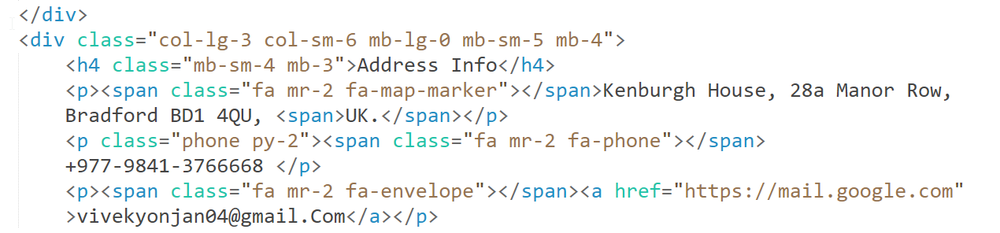 </div>
<div class="col-lg-3 col-sm-6 mb-lg-0 mb-sm-5 mb-4">
<h4 class="mb-sm-4 mb-3">Address Info</h4>
<p><span class="fa mr-2 fa-map-marker"></span>Kenburgh House, 28a Manor Row,
Bradford BD1 4QU, <span>UK.</span></p>
<p class="phone py-2"><span class="fa mr-2 fa-phone"></span>
+977-9841-3766668 </p>
<p><span class="fa mr-2 fa-envelope"></span><a href="https://mail.google.com"
>vivekyonjan04@gmail.Com</a></p>